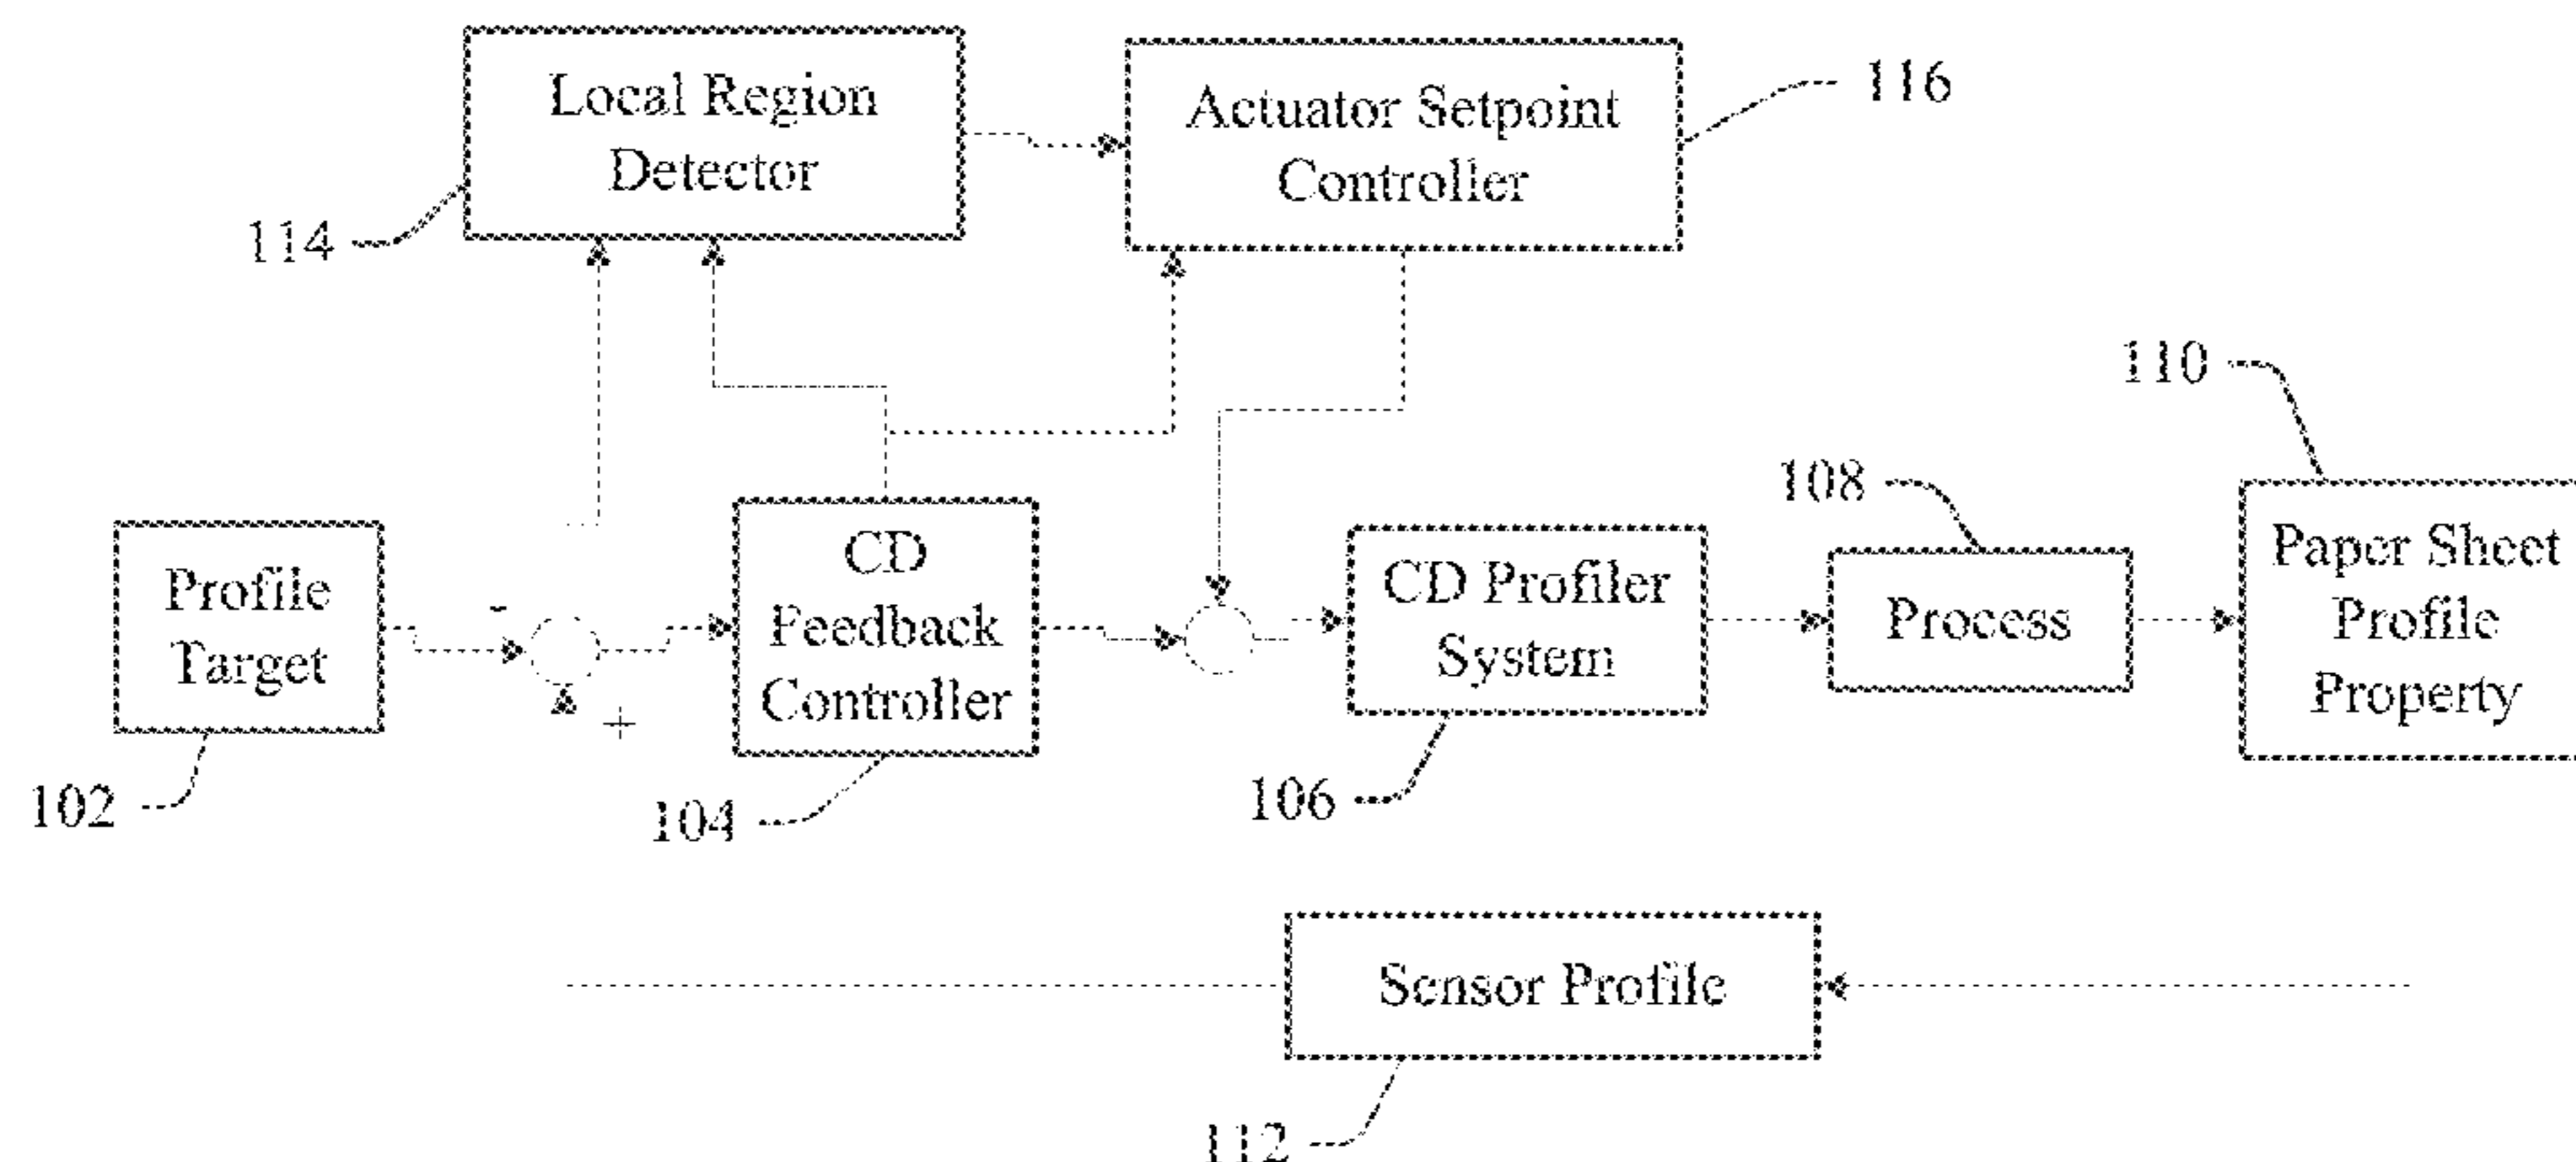 Local Region
Detector
Actuator Setpoint
Controller
116
114
110
108
Profile
Target
-
+
CD
Feedback
Controller
CD Profiler
System
Process
Paper Sheet
Profile
Property
102
104
106
Sensor Profile
112